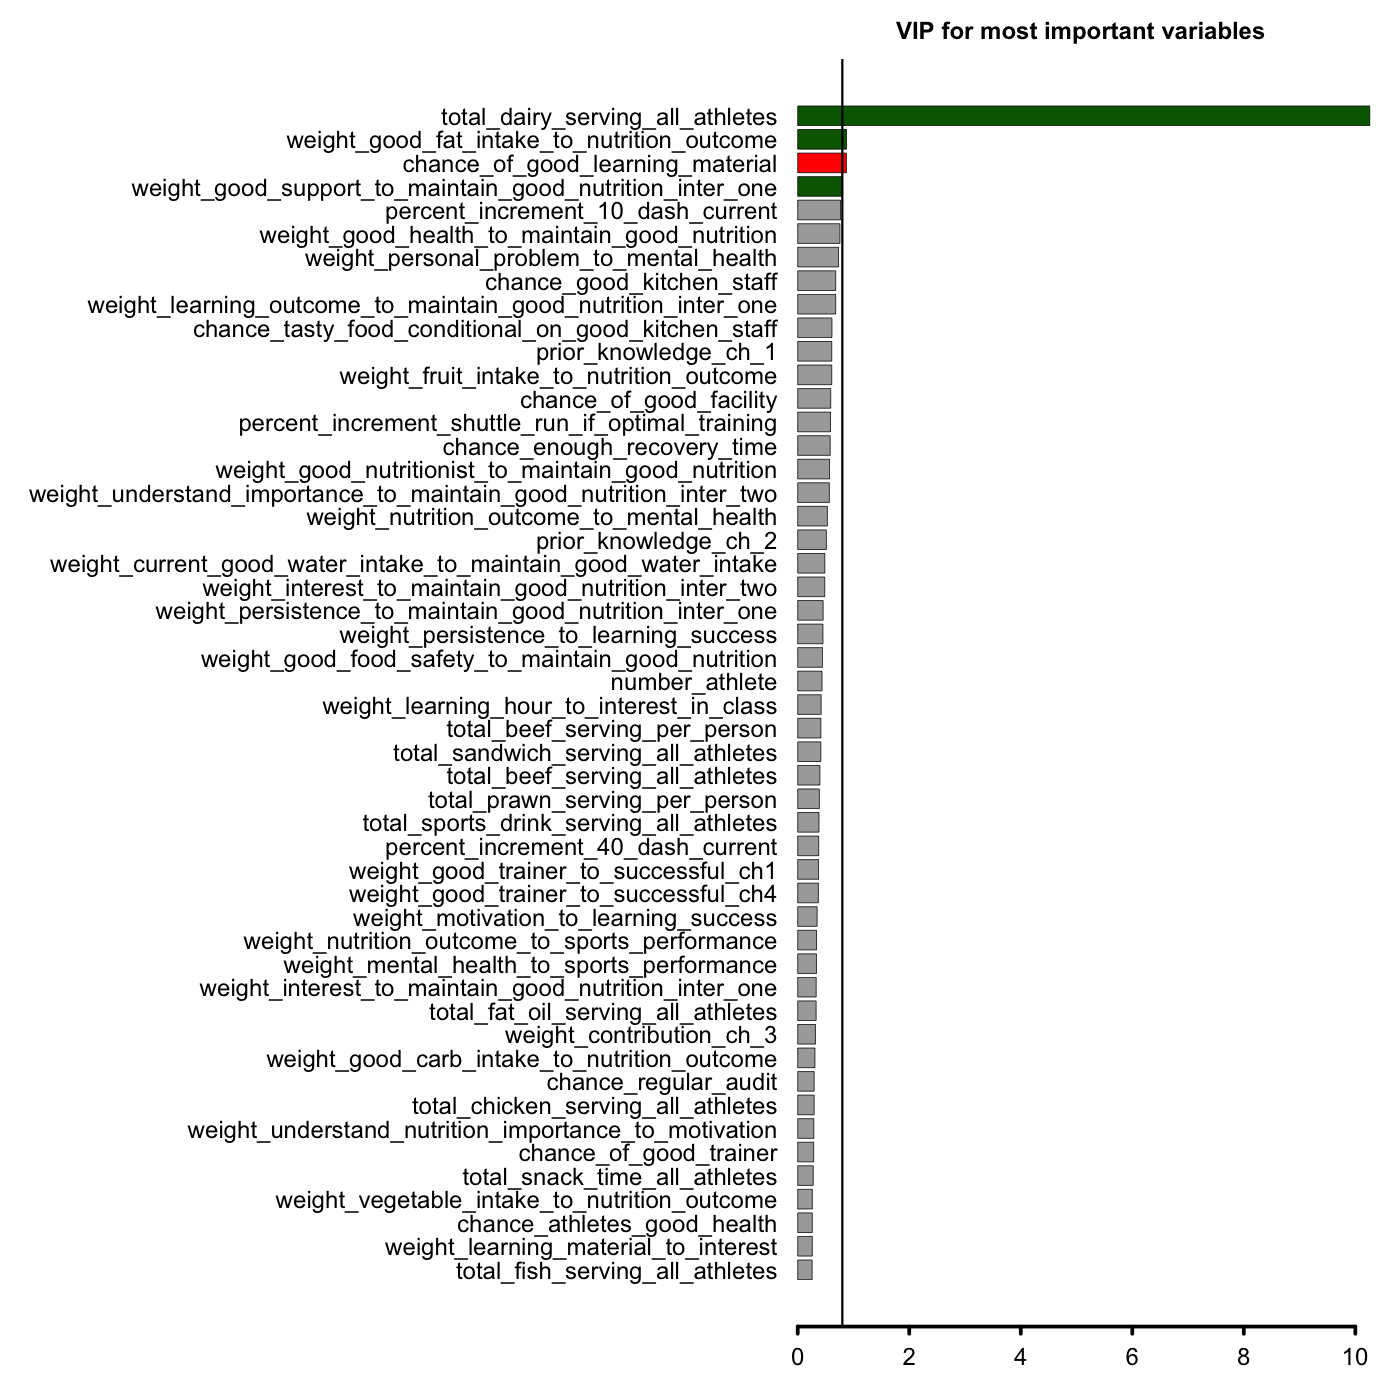 VIP for most important variables
total_dairy_serving_all_athletes
weight_good_fat_intake_to_nutrition_outcome
chance_of_good_learning_material
weight_good_support_to_maintain_good_nutrition_inter_one
percent_increment_10_dash_current
weight_good_health_to_maintain_good_nutrition
weight_personal_problem_to_mental_health
chance_good_kitchen_staff
weight_learning_outcome_to_maintain_good_nutrition_inter_one
chance_tasty_food_conditional_on_good_kitchen_staff
prior_knowledge_ch_1
weight_fruit_intake_to_nutrition_outcome
chance_of_good_facility
percent_increment_shuttle_run_if_optimal_training
chance_enough_recovery_time
weight_good_nutritionist_to_maintain_good_nutrition
weight_understand_importance_to_maintain_good_nutrition_inter_two
weight_nutrition_outcome_to_mental_health
prior_knowledge_ch_2
weight_current_good_water_intake_to_maintain_good_water_intake
weight_interest_to_maintain_good_nutrition_inter_two
weight_persistence_to_maintain_good_nutrition_inter_one
weight_persistence_to_learning_success
weight_good_food_safety_to_maintain_good_nutrition
number_athlete
weight_learning_hour_to_interest_in_class
total_beef_serving_per_person
total_sandwich_serving_all_athletes
total_beef_serving_all_athletes
total_prawn_serving_per_person
total_sports_drink_serving_all_athletes
percent_increment_40_dash_current
weight_good_trainer_to_successful_ch1
weight_good_trainer_to_successful_ch4
weight_motivation_to_learning_success
weight_nutrition_outcome_to_sports_performance
weight_mental_health_to_sports_performance
weight_interest_to_maintain_good_nutrition_inter_one
total_fat_oil_serving_all_athletes
weight_contribution_ch_3
weight_good_carb_intake_to_nutrition_outcome
chance_regular_audit
total_chicken_serving_all_athletes
weight_understand_nutrition_importance_to_motivation
chance_of_good_trainer
total_snack_time_all_athletes
weight_vegetable_intake_to_nutrition_outcome
chance_athletes_good_health
weight_learning_material_to_interest
total_fish_serving_all_athletes
0 2 4 6 8 10